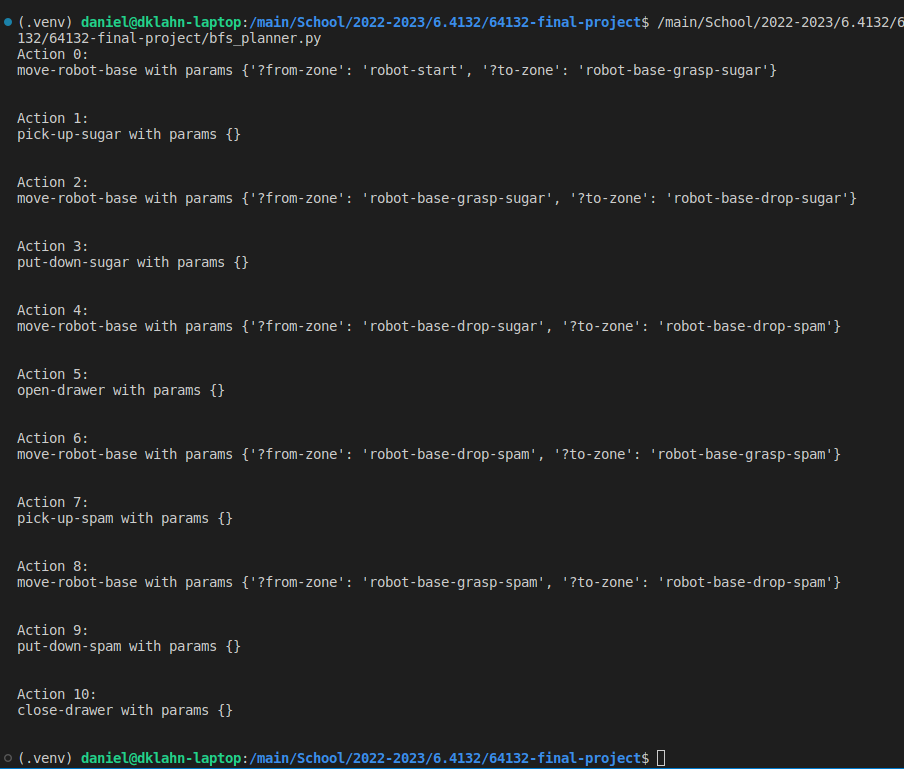 (.venv) daniel@dklahn-laptop:/main/School/2022-2023/6.4132/64132-final-project$ /main/School/2022-2023/6.4132/6
132/64132-final-project/bfs_planner.py
Action 0:
move-robot-base with params {'?from-zone': 'robot-start', '?to-zone': 'robot-base-grasp-sugar'}
Action 1:
pick-up-sugar with params {}
Action 2:
move-robot-base with params {'?from-zone': 'robot-base-grasp-sugar', '?to-zone': 'robot-base-drop-sugar'}
Action 3:
put-down-sugar with params {}
Action 4:
move-robot-base with params {'?from-zone': 'robot-base-drop-sugar', '?to-zone': 'robot-base-drop-spam'}
Action 5:
open-drawer with params {}
Action 6:
move-robot-base with params {'?from-zone': 'robot-base-drop-spam', '?to-zone': 'robot-base-grasp-spam'}
Action 7:
pick-up-spam with params {}
Action 8:
move-robot-base with params {'?from-zone': 'robot-base-grasp-spam', '?to-zone': 'robot-base-drop-spam'}
Action 9:
put-down-spam with params {}
Action 10:
close-drawer with params {}
(.venv) daniel@dklahn-laptop:/main/School/2022-2023/6.4132/64132-final-project$